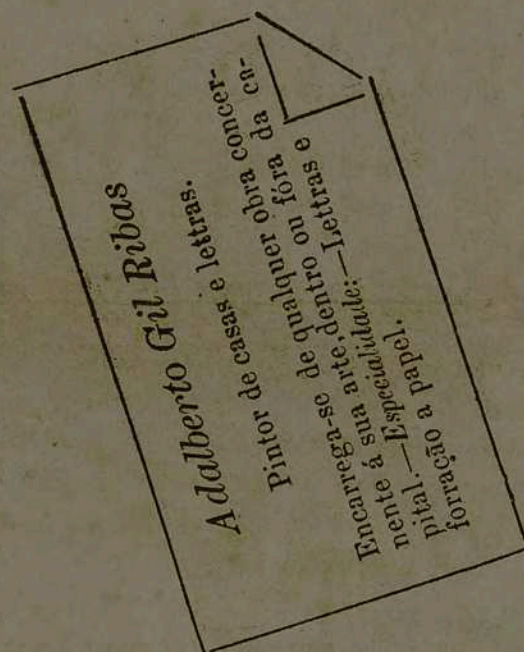 Adalberto Gil Ribas
Pintor de casas e lettras.
Encarrega-se de qualquer obra concer-
nente á sua arte, dentro ou fóra da ca-
pital.—Especialidade:—Lettras e
forração a papel.